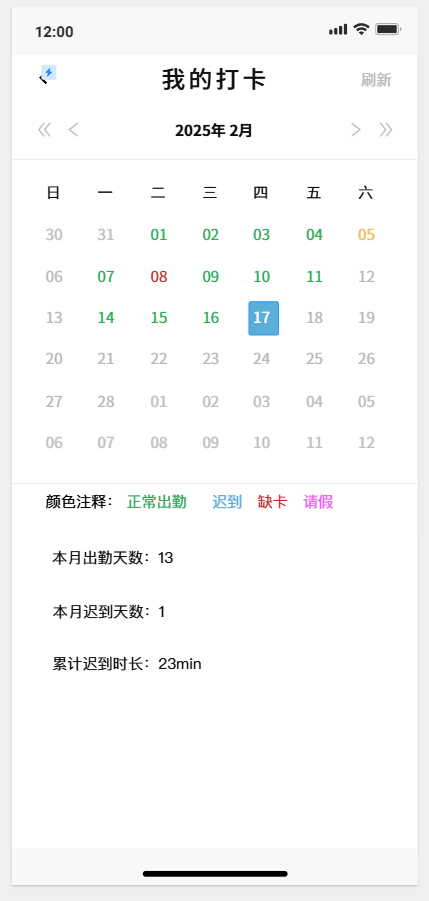 12:00
我的打卡 刷新
2025年 2月
日 一 二 三 四 五 六
30 31 01 02 03 04 05
06 07 08 09 10 11 12
13 14 15 16 17 18 19
20 21 22 23 24 25 26
27 28 01 02 03 04 05
06 07 08 09 10 11 12
颜色注释： 正常出勤 迟到 缺卡 请假
本月出勤天数：13
本月迟到天数：1
累计迟到时长：23min